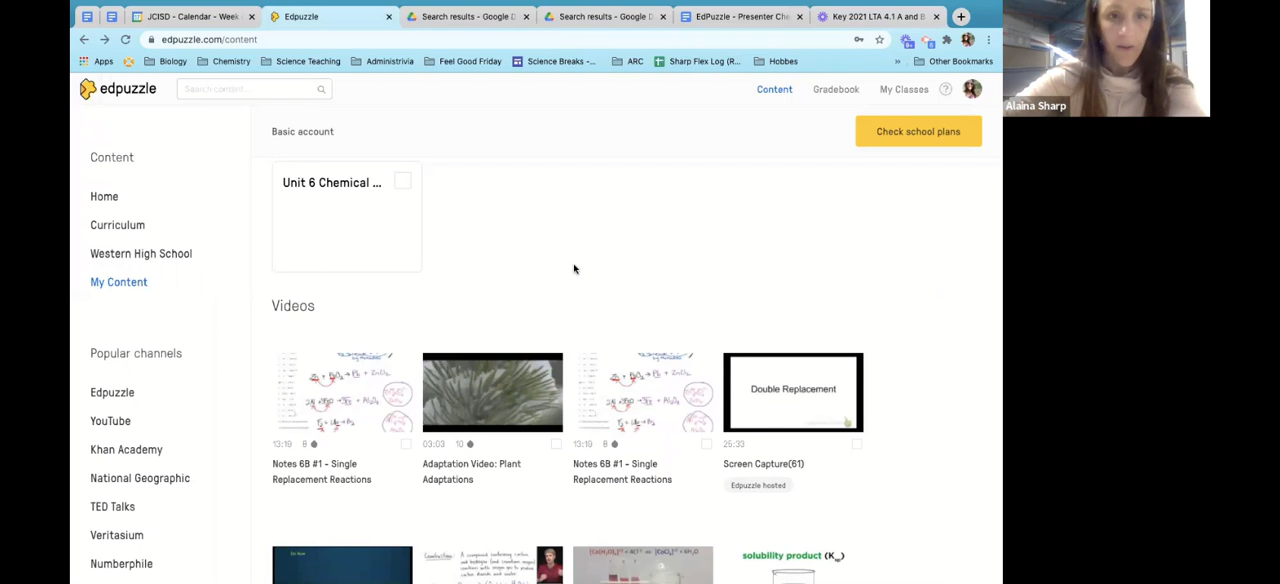 JCISD - Calendar - Week
Edpuzzle
Search results - Google D
Search results - Google D
EdPuzzle - Presenter Che
Key 2021 LTA 4.1 A and B
edpuzzle.com/content
Apps
Biology
Chemistry
Science Teaching
Administrivia
Feel Good Friday
Science Breaks -...
ARC
Sharp Flex Log (R...
Hobbes
Other Bookmarks
edpuzzle
Search content...
Content
Gradebook
My Classes
Alaina Sharp
Basic account
Check school plans
Content
Home
Curriculum
Western High School
My Content
Popular channels
Edpuzzle
YouTube
Khan Academy
National Geographic
TED Talks
Veritasium
Numberphile
Unit 6 Chemical ...
Videos
Double Replacement
13:19 8
03:03 10
13:19 8
25:33
Notes 6B #1 - Single
Replacement Reactions
Adaptation Video: Plant
Adaptations
Notes 6B #1 - Single
Replacement Reactions
Screen Capture(61)
Edpuzzle hosted
solubility product (Ksp)